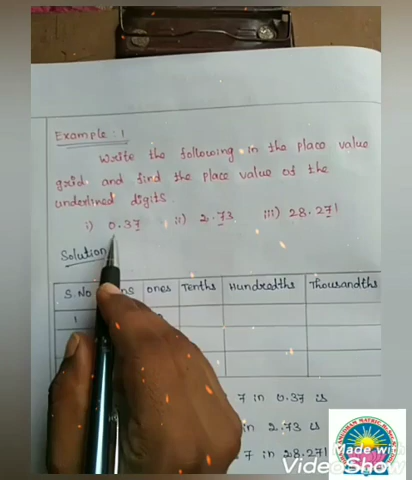 Example : 1
Write the following in the place value
grid and find the place value of the
underlined digits.
i) 0.37 ii) 2.73 iii) 28.271
Solution
S.No ns ones Tenths Hundredths Thousandths
1
7 in 0.37 is
in 2.73 is
7 in 28.271
Made with
VideoShow